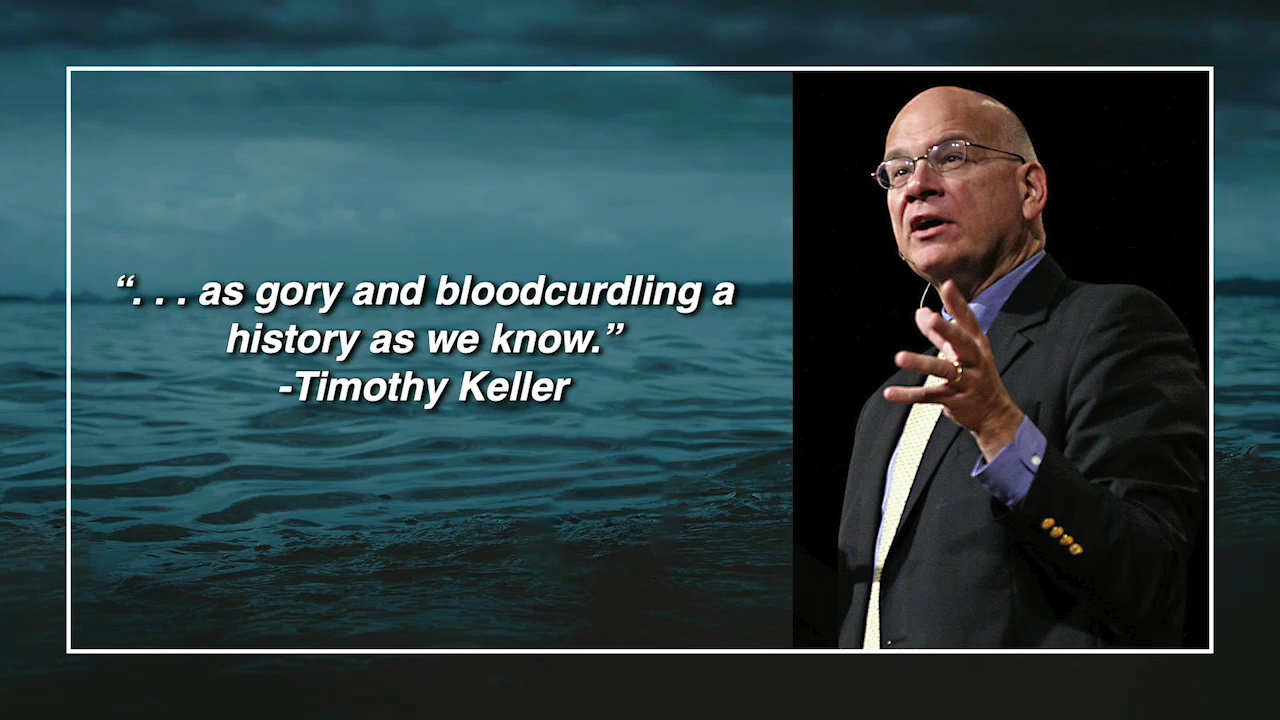 “. . . as gory and bloodcurdling a
history as we know.”
-Timothy Keller